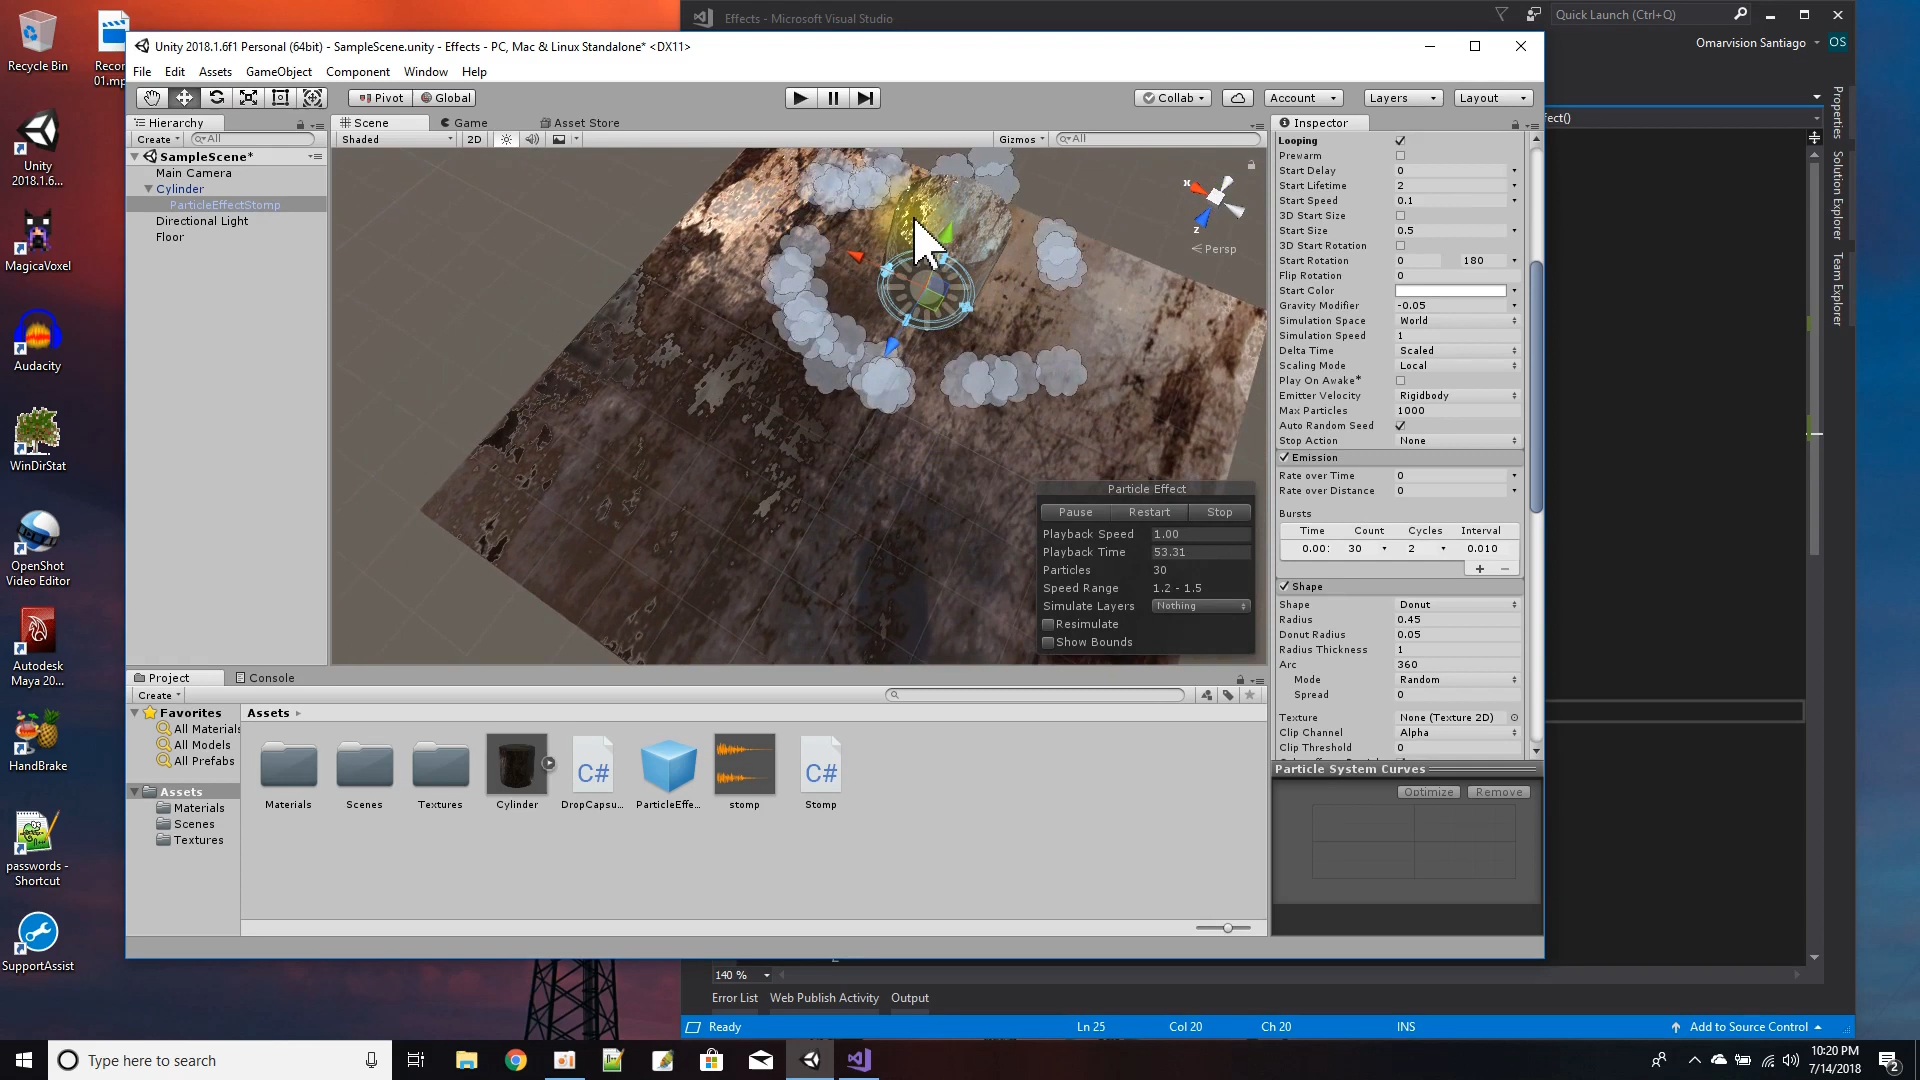 Recycle Bin
Recor
01.mp
Unity
2018.1.6...
MagicaVoxel
Audacity
WinDirStat
OpenShot
Video Editor
Autodesk
Maya 20...
HandBrake
passwords -
Shortcut
SupportAssist
Effects - Microsoft Visual Studio
Quick Launch (Ctrl+Q)
Omarvision Santiago
OS
Properties
Solution Explorer
Team Explorer
fect()
Unity 2018.1.6f1 Personal (64bit) - SampleScene.unity - Effects - PC, Mac & Linux Standalone* <DX11>
File Edit Assets GameObject Component Window Help
Pivot Global
Collab Account Layers Layout
Hierarchy
Create All
SampleScene*
Main Camera
Cylinder
ParticleEffectStomp
Directional Light
Floor
Scene Game Asset Store
Shaded 2D Gizmos All
x
z
Persp
Particle Effect
Pause Restart Stop
Playback Speed 1.00
Playback Time 53.31
Particles 30
Speed Range 1.2 - 1.5
Simulate Layers Nothing
Resimulate
Show Bounds
Inspector
Looping
Prewarm
Start Delay 0
Start Lifetime 2
Start Speed 0.1
3D Start Size
Start Size 0.5
3D Start Rotation
Start Rotation 0 180
Flip Rotation 0
Start Color
Gravity Modifier -0.05
Simulation Space World
Simulation Speed 1
Delta Time Scaled
Scaling Mode Local
Play On Awake*
Emitter Velocity Rigidbody
Max Particles 1000
Auto Random Seed
Stop Action None
Emission
Rate over Time 0
Rate over Distance 0
Bursts
Time Count Cycles Interval
0.00 30 2 0.010
Shape
Shape Donut
Radius 0.45
Donut Radius 0.05
Radius Thickness 1
Arc 360
Mode Random
Spread 0
Texture None (Texture 2D)
Clip Channel Alpha
Clip Threshold 0
Particle System Curves
Optimize Remove
Project Console
Create
Favorites
All Materials
All Models
All Prefabs
Assets
Materials
Scenes
Textures
Assets
C#
C#
Materials Scenes Textures Cylinder DropCapsu... ParticleEffe... stomp Stomp
140 %
Error List Web Publish Activity Output
Ready Ln 25 Col 20 Ch 20 INS Add to Source Control
Type here to search
10:20 PM
7/14/2018
2